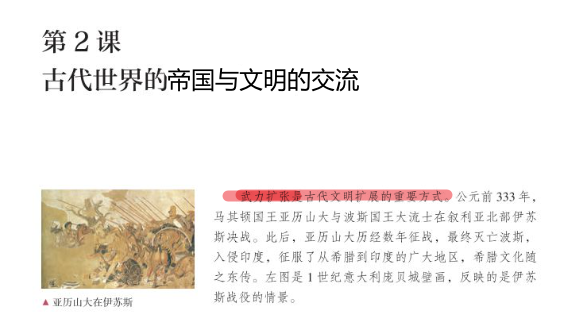 第 2 课
古代世界的帝国与文明的交流
武力扩张是古代文明扩展的重要方式。公元前 333 年，
马其顿国王亚历山大与波斯国王大流士在叙利亚北部伊苏
斯决战。此后，亚历山大历经数年征战，最终灭亡波斯，
入侵印度，征服了从希腊到印度的广大地区，希腊文化随
之东传。左图是 1 世纪意大利庞贝城壁画，反映的是伊苏
斯战役的情景。
▲ 亚历山大在伊苏斯